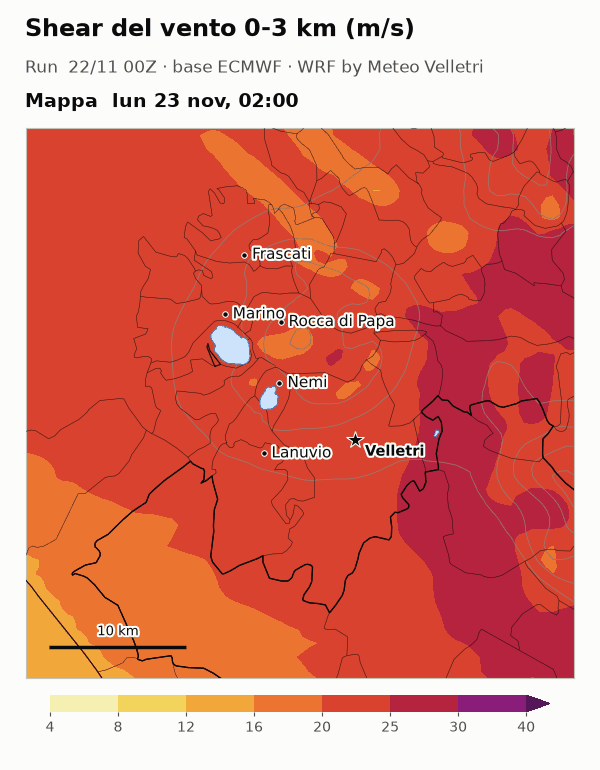 Shear del vento 0-3 km (m/s)
Run  22/11 00Z · base ECMWF · WRF by Meteo Velletri
Mappa  lun 23 nov, 02:00
Frascati
Marino
Rocca di Papa
Nemi
Velletri
Lanuvio
10 km
4 8 12 16 20 25 30 40